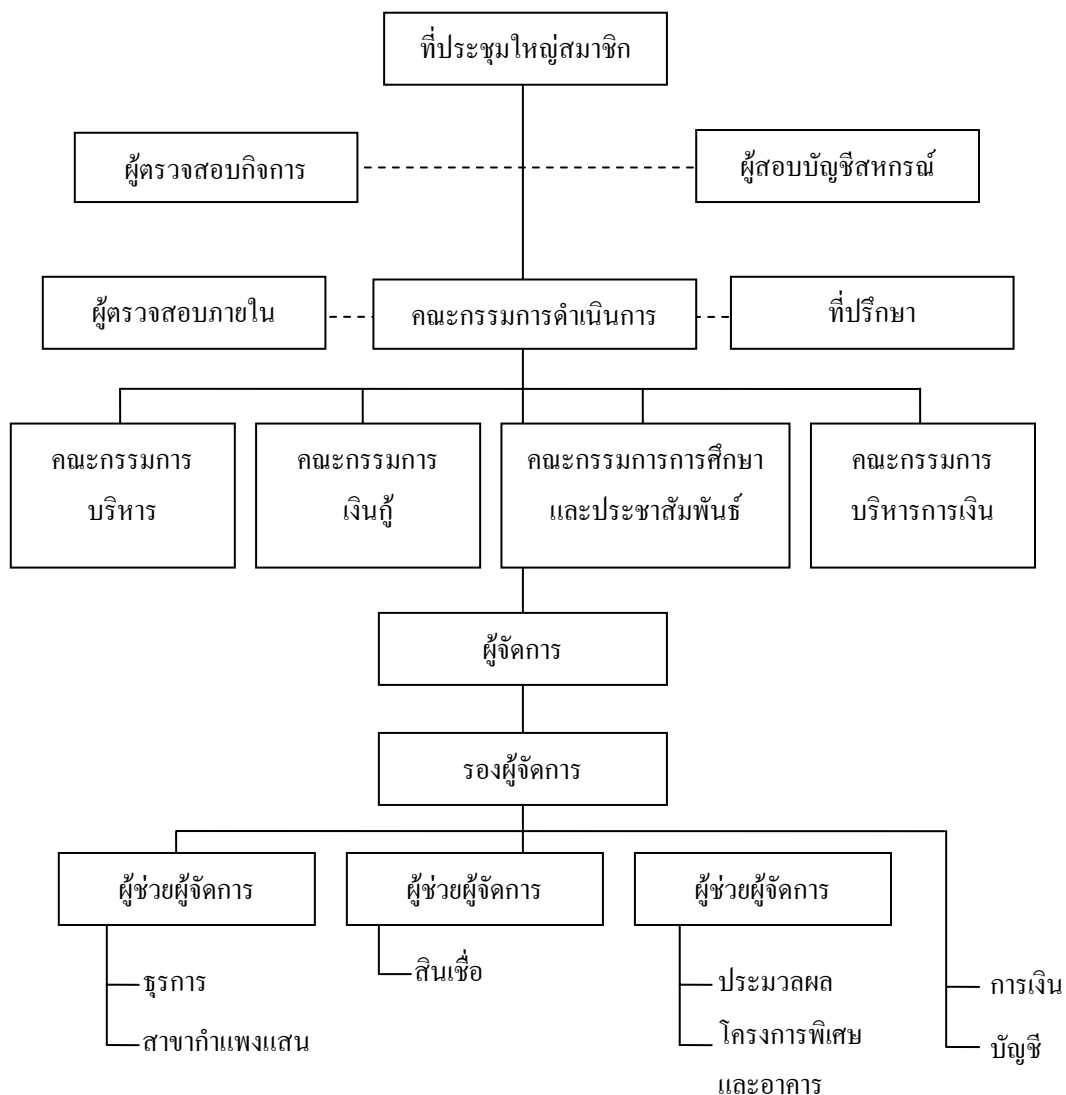 ที่ประชุมใหญ่สมาชิก
ผู้ตรวจสอบกิจการ
ผู้สอบบัญชีสหกรณ์
ผู้ตรวจสอบภายใน
คณะกรรมการดำเนินการ
ที่ปรึกษา
คณะกรรมการ
บริหาร
คณะกรรมการ
เงินกู้
คณะกรรมการการศึกษา
และประชาสัมพันธ์
คณะกรรมการ
บริหารการเงิน
ผู้จัดการ
รองผู้จัดการ
ผู้ช่วยผู้จัดการ
ผู้ช่วยผู้จัดการ
ผู้ช่วยผู้จัดการ
ธุรการ
สาขากำแพงแสน
สินเชื่อ
ประมวลผล
โครงการพิเศษ
และอาคาร
การเงิน
บัญชี